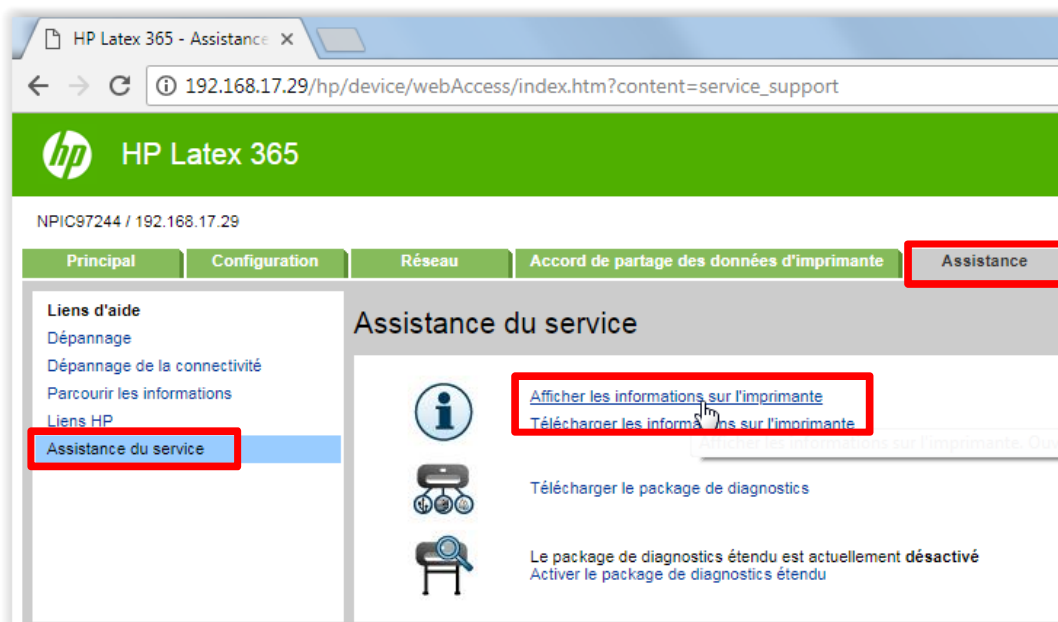 HP Latex 365 - Assistance
192.168.17.29/hp/device/webAccess/index.htm?content=service_support
hp HP Latex 365
NPIC97244 / 192.168.17.29
Principal Configuration Réseau Accord de partage des données d'imprimante Assistance
Liens d'aide
Dépannage
Dépannage de la connectivité
Parcourir les informations
Liens HP
Assistance du service
Assistance du service
Afficher les informations sur l'imprimante
Télécharger les informations sur l'imprimante
Afficher les informations sur l'imprimante. Ouv
Télécharger le package de diagnostics
Le package de diagnostics étendu est actuellement désactivé
Activer le package de diagnostics étendu